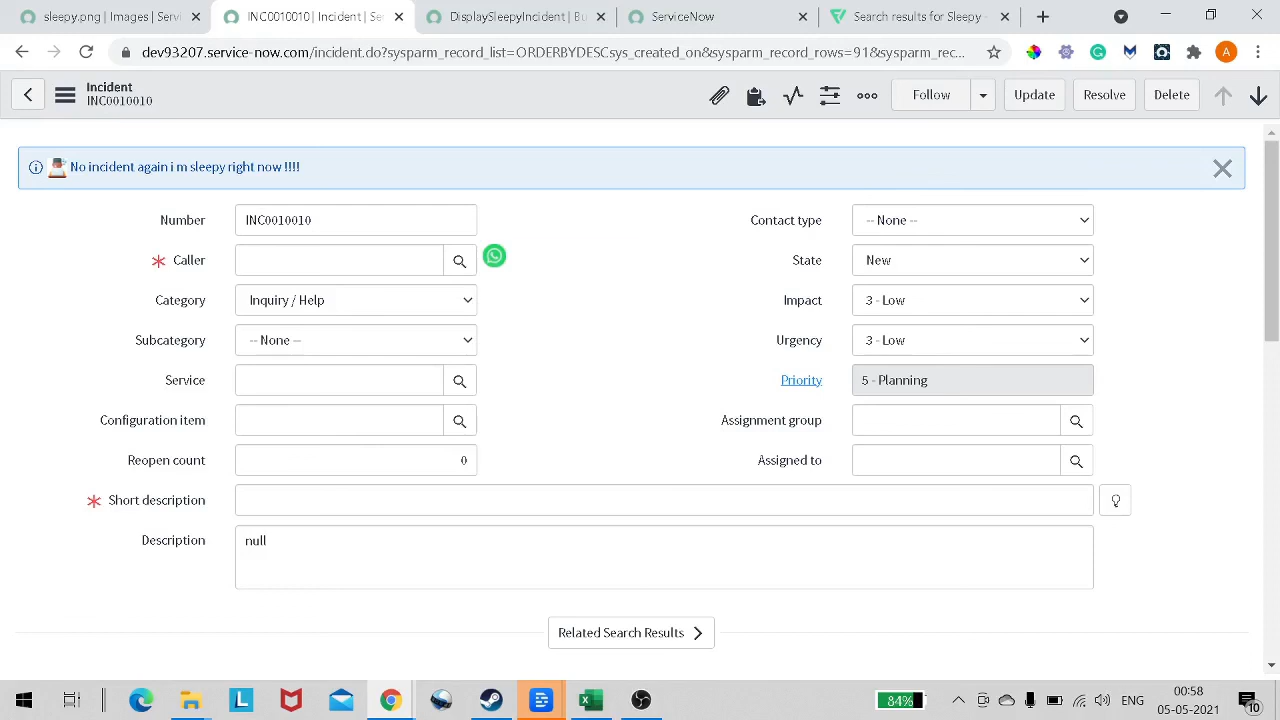 sleepy.png | Images | Servi
INC0010010 | Incident | Se
DisplaySleepyIncident | Bu
ServiceNow
Search results for Sleepy -
dev93207.service-now.com/incident.do?sysparm_record_list=ORDERBYDESCsys_created_on&sysparm_record_rows=91&sysparm_rec...
A
Incident
INC0010010
Follow
Update
Resolve
Delete
No incident again i m sleepy right now !!!!
Number
INC0010010
Contact type
-- None --
Caller
State
New
Category
Inquiry / Help
Impact
3 - Low
Subcategory
-- None --
Urgency
3 - Low
Service
Priority
5 - Planning
Configuration item
Assignment group
Reopen count
0
Assigned to
Short description
Description
null
Related Search Results
L
84%
ENG
00:58
05-05-2021
10